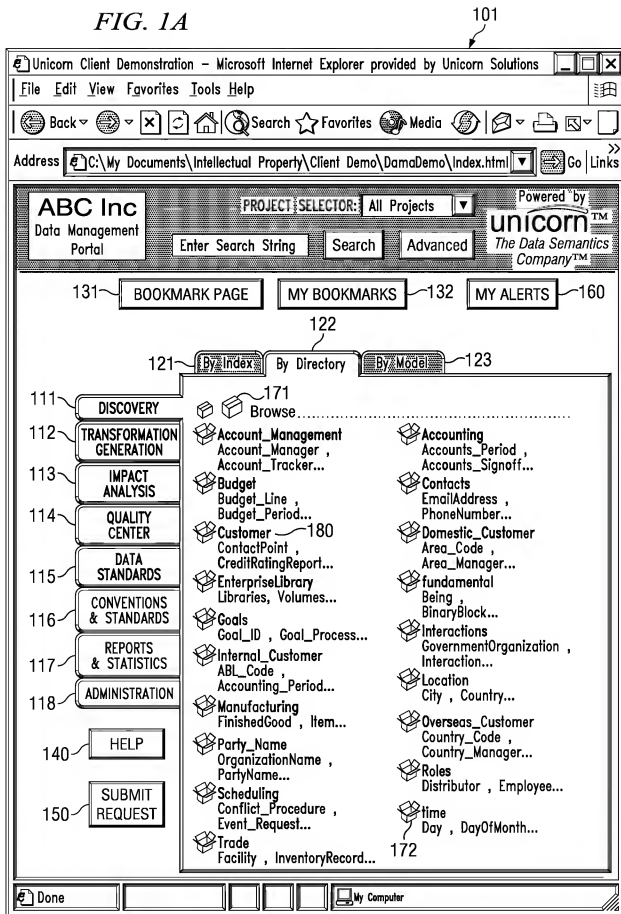 FIG. 1A
101
Unicorn Client Demonstration – Microsoft Internet Explorer provided by Unicorn Solutions
File Edit View Favorites Tools Help
Back Search Favorites Media
Address C:\My Documents\Intellectual Property\Client Demo\DamaDemo\Index.html Go Links
ABC Inc
Data Management
Portal
PROJECT SELECTOR: All Projects
Enter Search String Search Advanced
Powered by
unicorn™
The Data Semantics
Company™
131 BOOKMARK PAGE MY BOOKMARKS 132 MY ALERTS 160
122
121 By Index By Directory By Model 123
111 DISCOVERY
112 TRANSFORMATION
GENERATION
113 IMPACT
ANALYSIS
114 QUALITY
CENTER
115 DATA
STANDARDS
116 CONVENTIONS
& STANDARDS
117 REPORTS
& STATISTICS
118 ADMINISTRATION
140 HELP
150 SUBMIT
REQUEST
171
Browse
Account_Management
Account_Manager ,
Account_Tracker...
Budget
Budget_Line ,
Budget_Period...
Customer 180
ContactPoint ,
CreditRatingReport...
EnterpriseLibrary
Libraries, Volumes...
Goals
Goal_ID , Goal_Process...
Internal_Customer
ABL_Code ,
Accounting_Period...
Manufacturing
FinishedGood , Item...
Party_Name
OrganizationName ,
PartyName...
Scheduling
Conflict_Procedure ,
Event_Request...
Trade
Facility , InventoryRecord...
Accounting
Accounts_Period ,
Accounts_Signoff...
Contacts
EmailAddress ,
PhoneNumber...
Domestic_Customer
Area_Code ,
Area_Manager...
fundamental
Being ,
BinaryBlock...
Interactions
GovernmentOrganization ,
Interaction...
Location
City , Country...
Overseas_Customer
Country_Code ,
Country_Manager...
Roles
Distributor , Employee...
time
Day , DayOfMonth...
172
Done My Computer